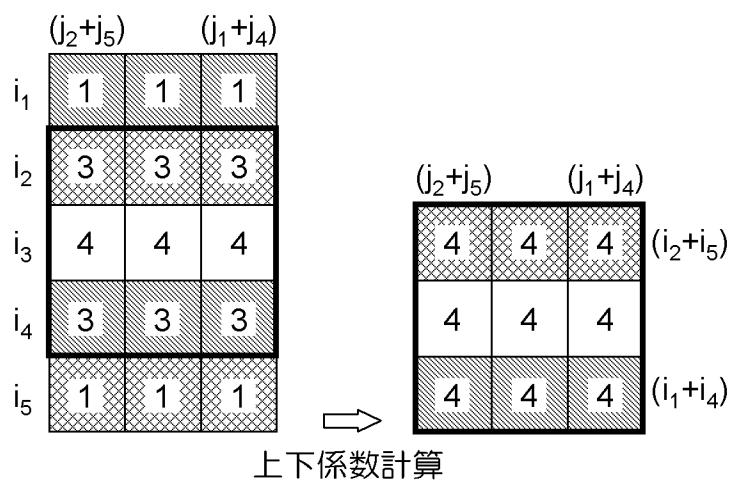 (j₂+j₅) (j₁+j₄)
i₁ 1 1 1
i₂ 3 3 3
i₃ 4 4 4
i₄ 3 3 3
i₅ 1 1 1
(j₂+j₅) (j₁+j₄)
4 4 4 (i₂+i₅)
4 4 4
4 4 4 (i₁+i₄)
上下係数計算